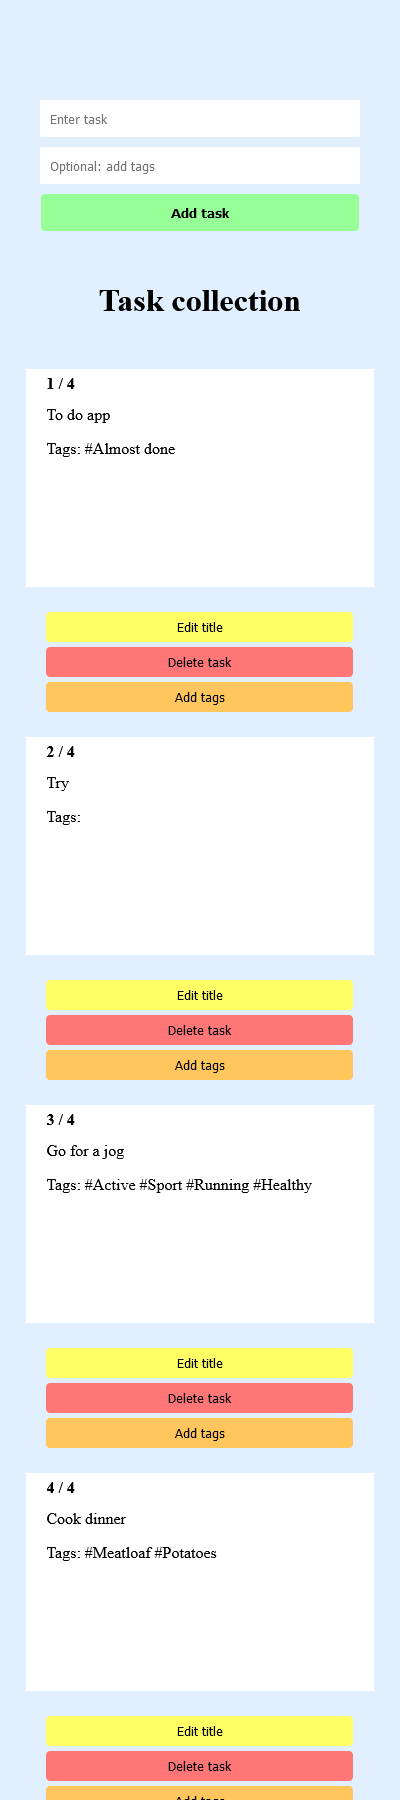 Enter task
Optional: add tags
Add task
Task collection
1 / 4
To do app
Tags: #Almost done
Edit title
Delete task
Add tags
2 / 4
Try
Tags:
Edit title
Delete task
Add tags
3 / 4
Go for a jog
Tags: #Active #Sport #Running #Healthy
Edit title
Delete task
Add tags
4 / 4
Cook dinner
Tags: #Meatloaf #Potatoes
Edit title
Delete task
Add tags